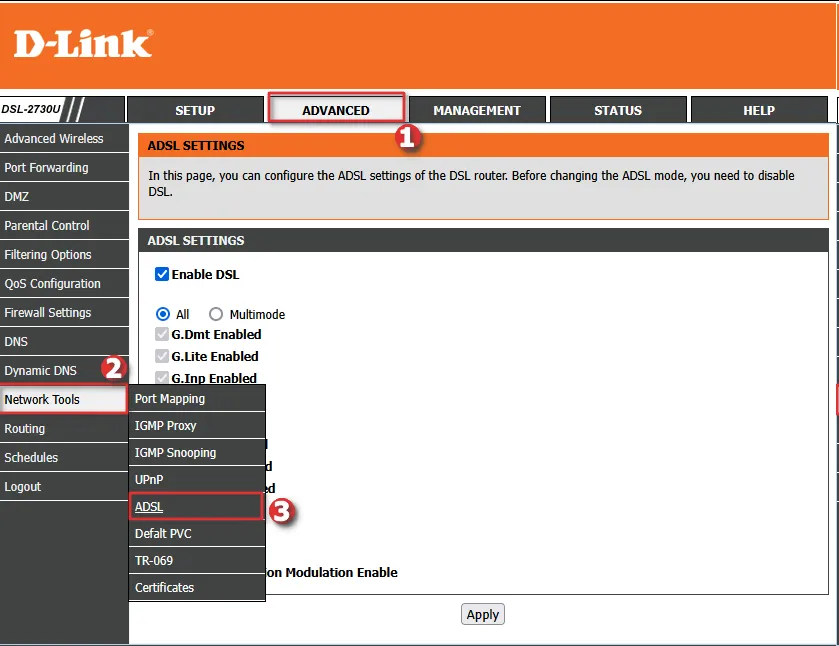 D-Link®
DSL-2730U
SETUP
ADVANCED
MANAGEMENT
STATUS
HELP
1
Advanced Wireless
Port Forwarding
DMZ
Parental Control
Filtering Options
QoS Configuration
Firewall Settings
DNS
Dynamic DNS
2
Network Tools
Routing
Schedules
Logout
Port Mapping
IGMP Proxy
IGMP Snooping
UPnP
ADSL
3
Defalt PVC
TR-069
Certificates
ADSL SETTINGS
In this page, you can configure the ADSL settings of the DSL router. Before changing the ADSL mode, you need to disable
DSL.
ADSL SETTINGS
Enable DSL
All Multimode
G.Dmt Enabled
G.Lite Enabled
G.Inp Enabled
d
ed
on Modulation Enable
Apply